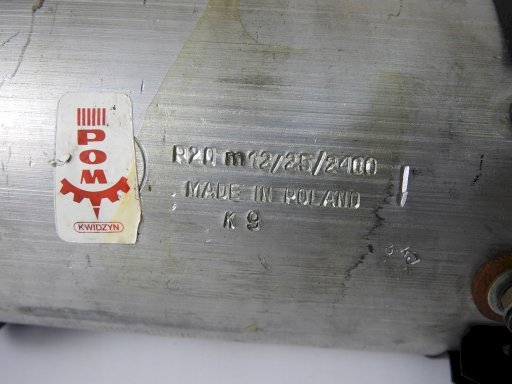 POM
KWIDZYN
R20 m12/25/2400
MADE IN POLAND
K 9